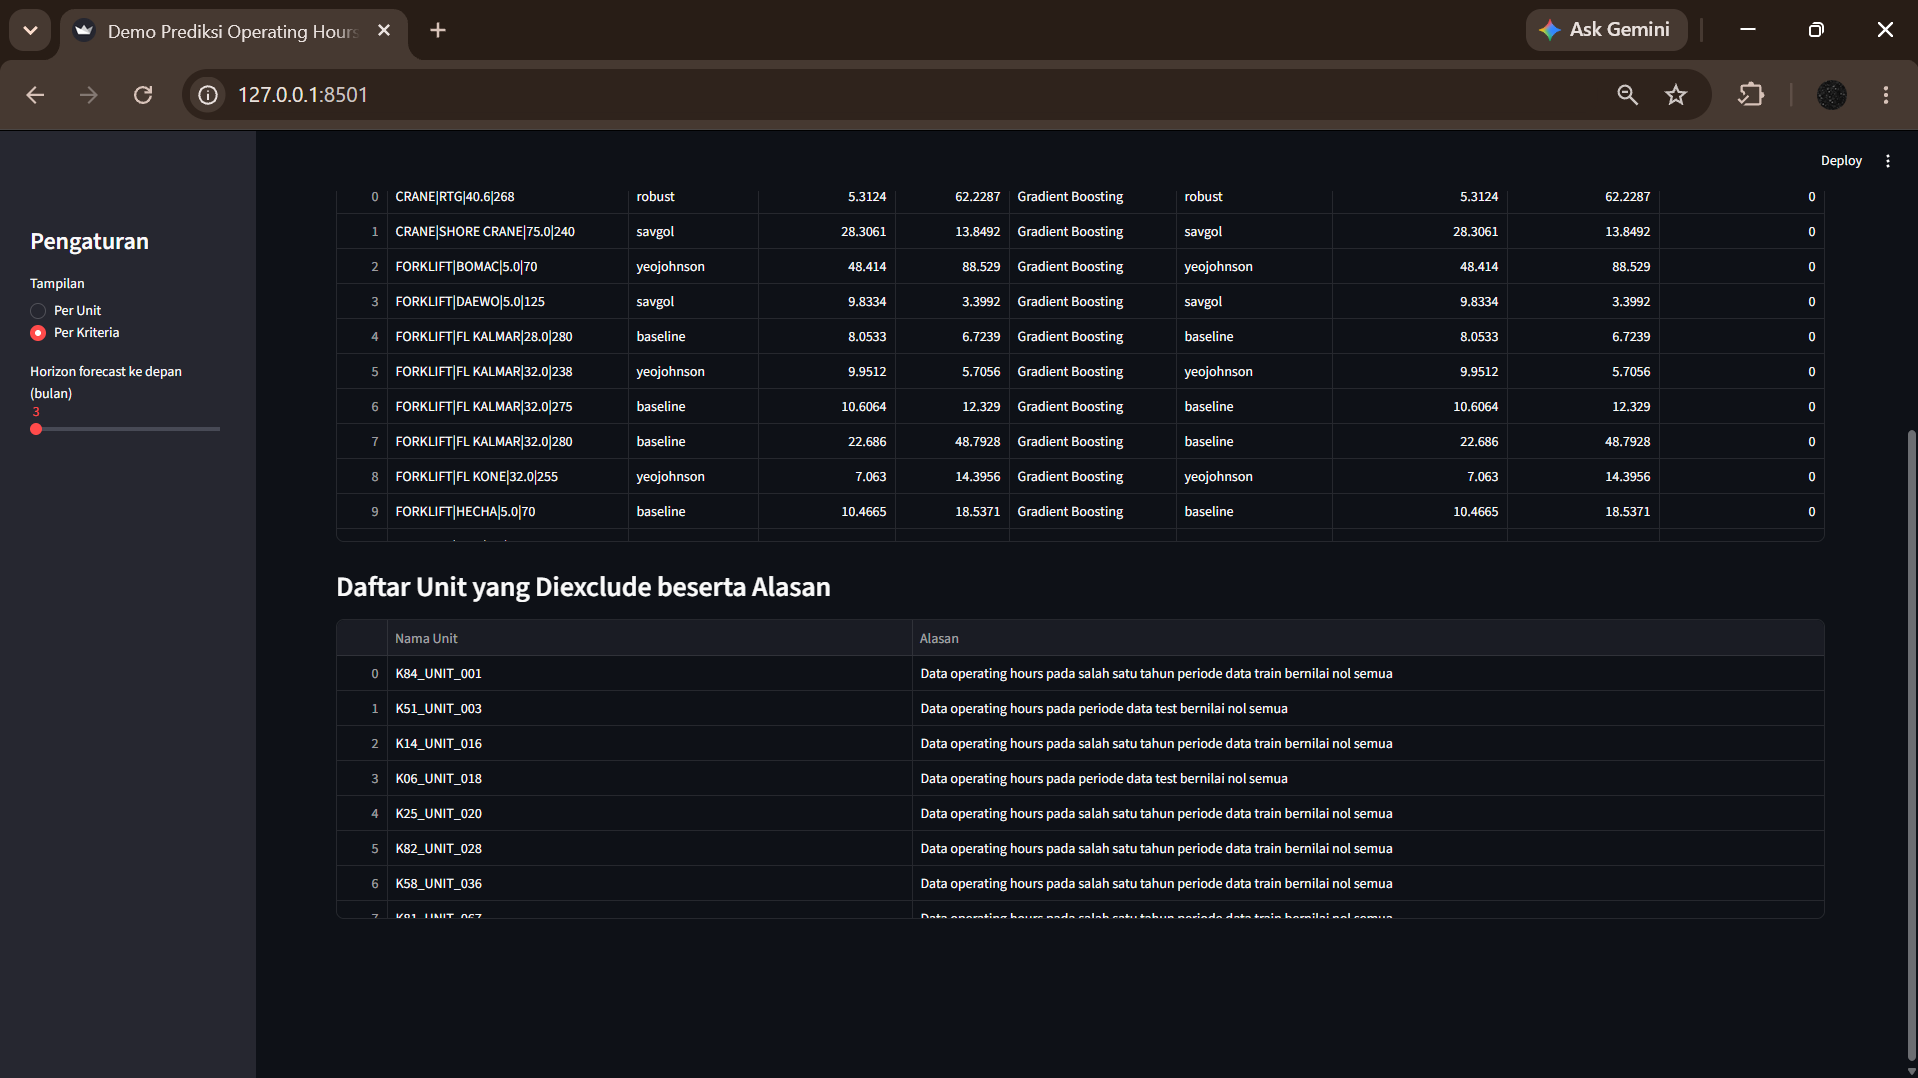 Demo Prediksi Operating Hours
Ask Gemini
127.0.0.1:8501
Deploy
Pengaturan
Tampilan
Per Unit
Per Kriteria
Horizon forecast ke depan
(bulan)
3
0 CRANE|RTG|40.6|268 robust 5.3124 62.2287 Gradient Boosting robust 5.3124 62.2287 0
1 CRANE|SHORE CRANE|75.0|240 savgol 28.3061 13.8492 Gradient Boosting savgol 28.3061 13.8492 0
2 FORKLIFT|BOMAC|5.0|70 yeojohnson 48.414 88.529 Gradient Boosting yeojohnson 48.414 88.529 0
3 FORKLIFT|DAEWO|5.0|125 savgol 9.8334 3.3992 Gradient Boosting savgol 9.8334 3.3992 0
4 FORKLIFT|FL KALMAR|28.0|280 baseline 8.0533 6.7239 Gradient Boosting baseline 8.0533 6.7239 0
5 FORKLIFT|FL KALMAR|32.0|238 yeojohnson 9.9512 5.7056 Gradient Boosting yeojohnson 9.9512 5.7056 0
6 FORKLIFT|FL KALMAR|32.0|275 baseline 10.6064 12.329 Gradient Boosting baseline 10.6064 12.329 0
7 FORKLIFT|FL KALMAR|32.0|280 baseline 22.686 48.7928 Gradient Boosting baseline 22.686 48.7928 0
8 FORKLIFT|FL KONE|32.0|255 yeojohnson 7.063 14.3956 Gradient Boosting yeojohnson 7.063 14.3956 0
9 FORKLIFT|HECHA|5.0|70 baseline 10.4665 18.5371 Gradient Boosting baseline 10.4665 18.5371 0
Daftar Unit yang Diexclude beserta Alasan
Nama Unit Alasan
0 K84_UNIT_001 Data operating hours pada salah satu tahun periode data train bernilai nol semua
1 K51_UNIT_003 Data operating hours pada periode data test bernilai nol semua
2 K14_UNIT_016 Data operating hours pada salah satu tahun periode data train bernilai nol semua
3 K06_UNIT_018 Data operating hours pada periode data test bernilai nol semua
4 K25_UNIT_020 Data operating hours pada salah satu tahun periode data train bernilai nol semua
5 K82_UNIT_028 Data operating hours pada salah satu tahun periode data train bernilai nol semua
6 K58_UNIT_036 Data operating hours pada salah satu tahun periode data train bernilai nol semua
7 K81_UNIT_067 Data operating hours pada salah satu tahun periode data train bernilai nol semua